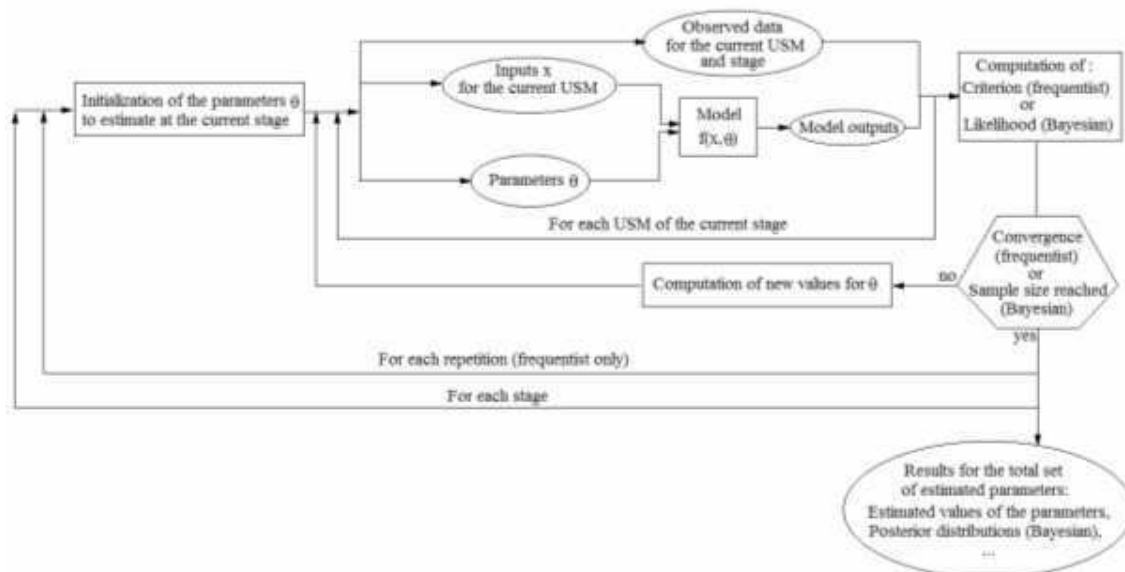 Observed data
for the current USM
and stage
Inputs x
for the current USM
Computation of :
Criterion (frequentist)
or
Likelihood (Bayesian)
Initialization of the parameters θ
to estimate at the current stage
Model
f(x, θ)
Model outputs
Parameters θ
For each USM of the current stage
Convergence
(frequentist)
or
Sample size reached
(Bayesian)
no
Computation of new values for θ
yes
For each repetition (frequentist only)
For each stage
Results for the total set
of estimated parameters:
Estimated values of the parameters,
Posterior distributions (Bayesian),
...